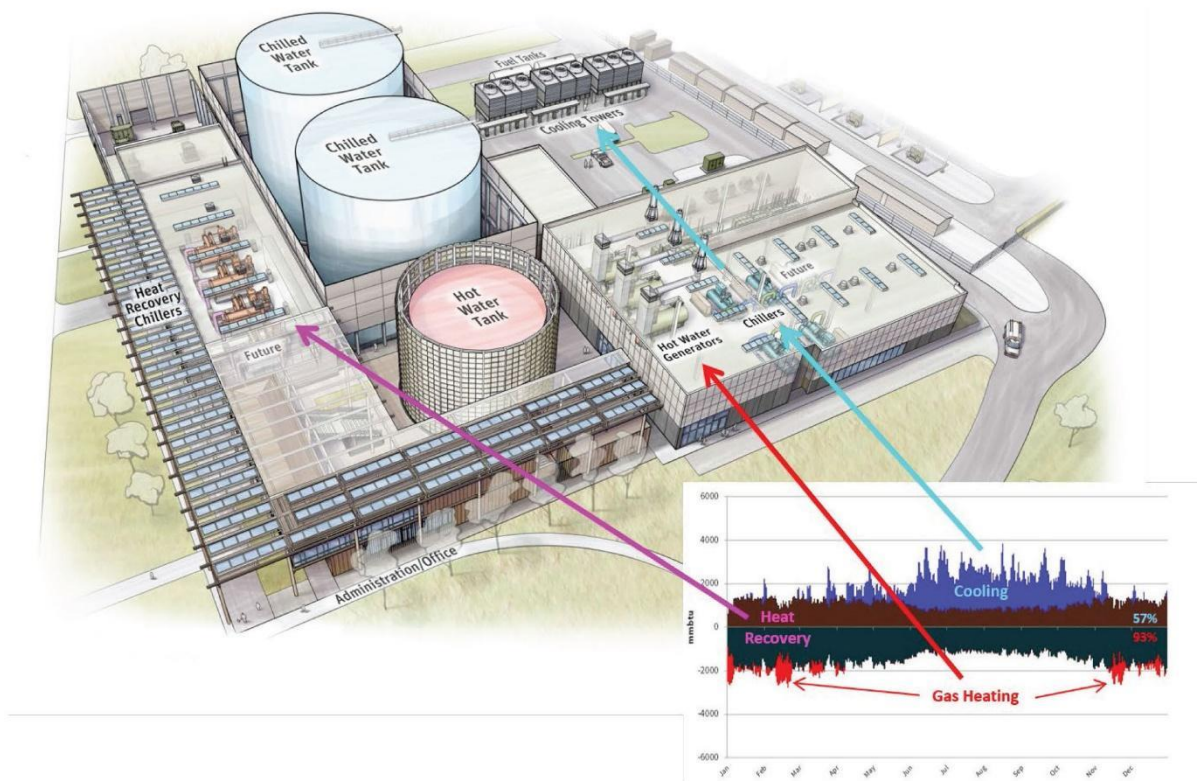 Chilled
Water
Tank
Chilled
Water
Tank
Fuel Tanks
Cooling Towers
Heat
Recovery
Chillers
Future
Hot
Water
Tank
Hot Water
Generators
Chillers
Future
Administration/Office
6000
4000
2000
0
-2000
-4000
-6000
mmbtu
Cooling
Heat
Recovery
57%
93%
Gas Heating
Jan
Feb
Mar
Apr
May
Jun
Jul
Aug
Sep
Oct
Nov
Dec